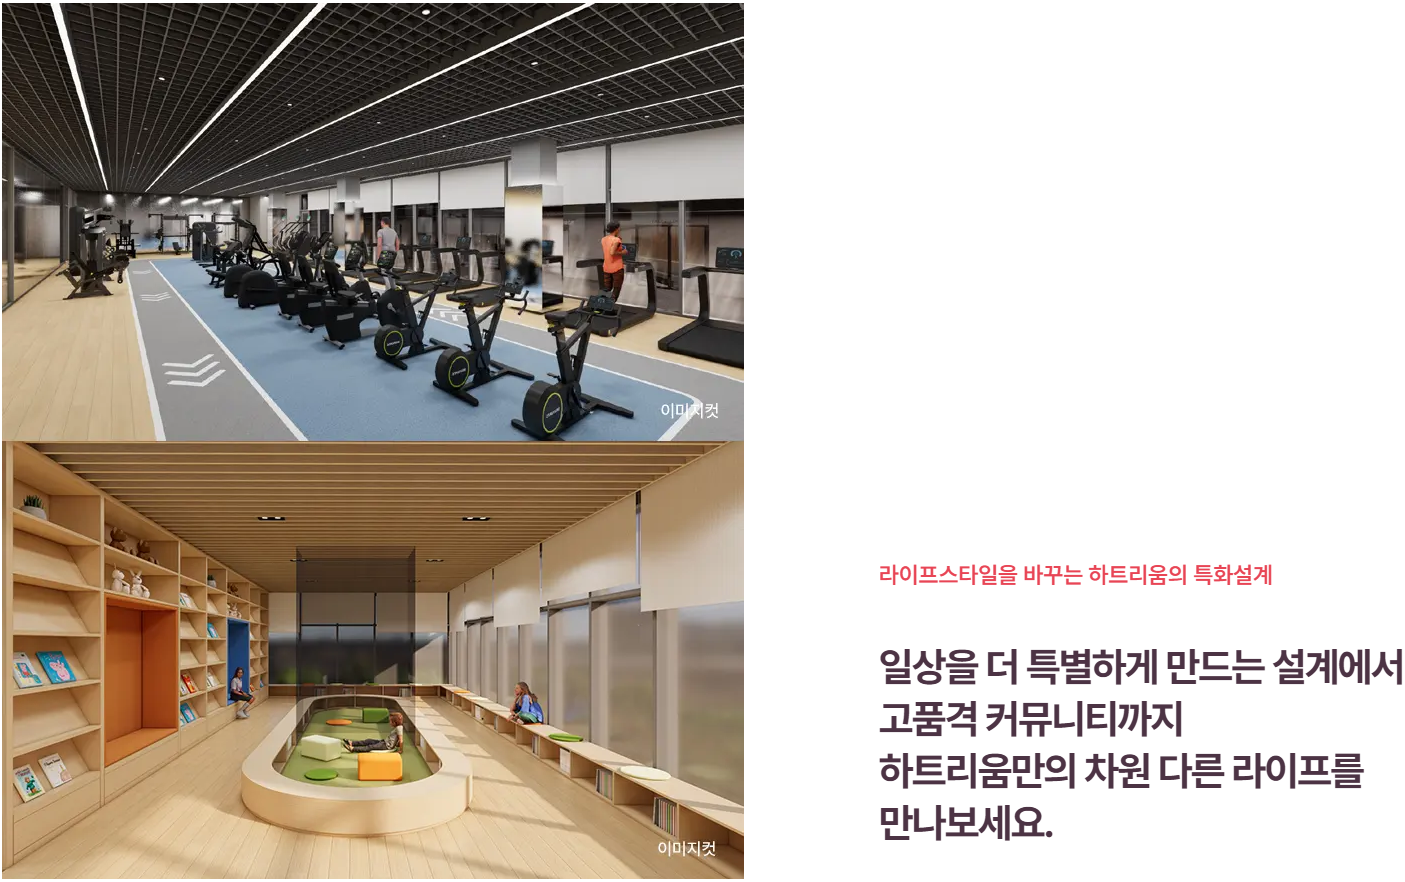 이미지컷
이미지컷
라이프스타일을 바꾸는 하트리움의 특화설계
일상을 더 특별하게 만드는 설계에서
고품격 커뮤니티까지
하트리움만의 차원 다른 라이프를
만나보세요.